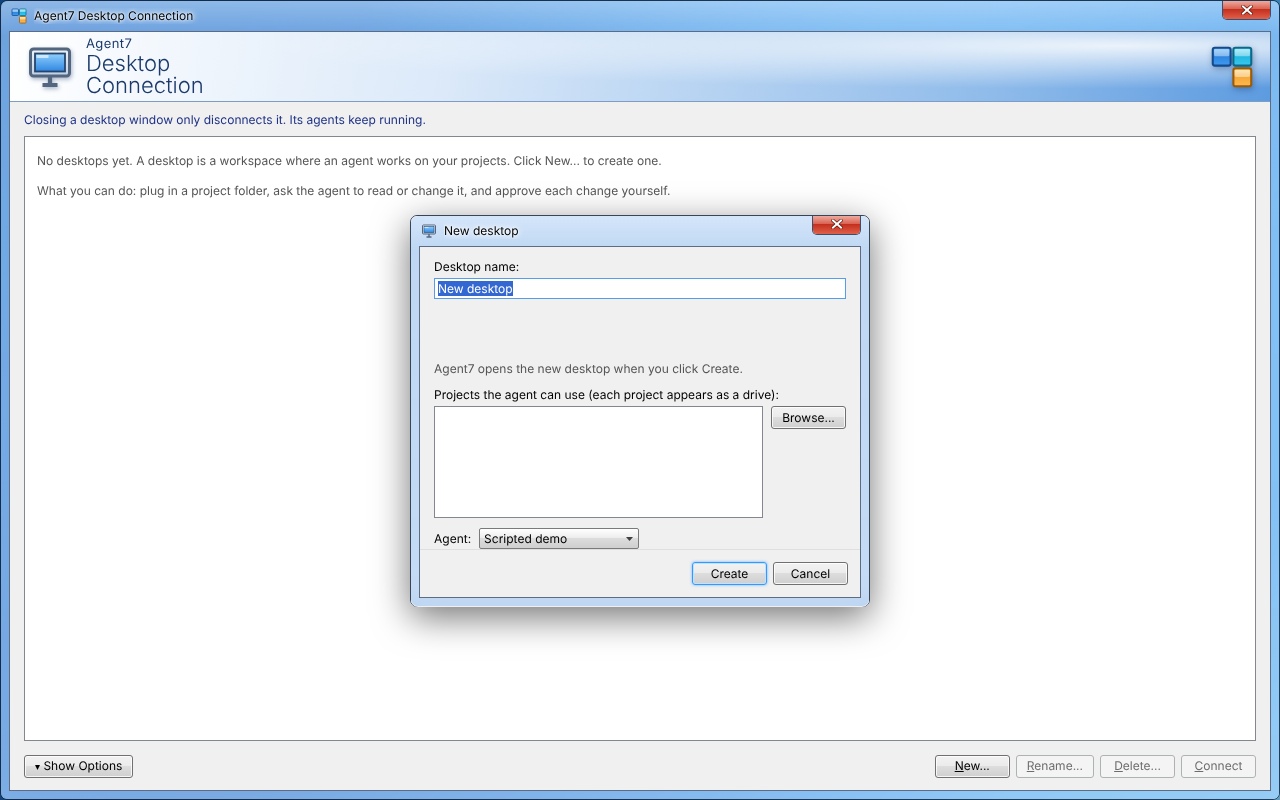 Agent7 Desktop Connection
Agent7
Desktop
Connection
Closing a desktop window only disconnects it. Its agents keep running.
No desktops yet. A desktop is a workspace where an agent works on your projects. Click New... to create one.
What you can do: plug in a project folder, ask the agent to read or change it, and approve each change yourself.
New desktop
Desktop name:
New desktop
Agent7 opens the new desktop when you click Create.
Projects the agent can use (each project appears as a drive):
Browse...
Agent: Scripted demo
Create Cancel
Show Options New... Rename... Delete... Connect